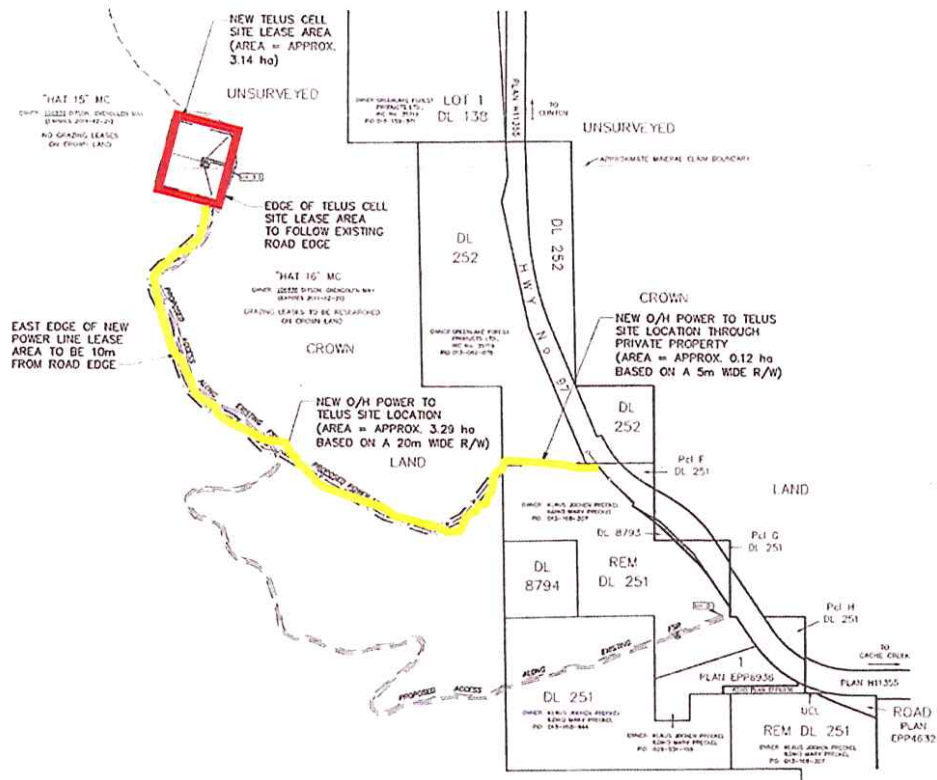 NEW TELUS CELL
SITE LEASE AREA
(AREA = APPROX.
3.14 ha)
UNSURVEYED
"HAT 15" MC
NO GRAZING LEASES
ON CROWN LAND
LOT 1
DL 138
PLAN H11355
TO
CLINTON
UNSURVEYED
APPROXIMATE MINERAL CLAIM BOUNDARY
EDGE OF TELUS CELL
SITE LEASE AREA
TO FOLLOW EXISTING
ROAD EDGE
DL
252
DL 252
HWY No 97
"HAT 16" MC
GRAZING LEASES TO BE RESEARCHED
ON CROWN LAND
CROWN
CROWN
NEW O/H POWER TO TELUS
SITE LOCATION THROUGH
PRIVATE PROPERTY
(AREA = APPROX. 0.12 ha
BASED ON A 5m WIDE R/W)
EAST EDGE OF NEW
POWER LINE LEASE
AREA TO BE 10m
FROM ROAD EDGE
PROPOSED ACCESS
ALONG EXISTING
NEW O/H POWER TO
TELUS SITE LOCATION
(AREA = APPROX. 3.29 ha
BASED ON A 20m WIDE R/W)
LAND
PROPOSED POWER
DL
252
Pcl F
DL 251
LAND
DL 8793
Pcl G
DL 251
REM
DL 251
DL
8794
Pcl H
DL 251
TO
CACHE CREEK
PROPOSED ACCESS ALONG EXISTING FSR
1
PLAN EPP6936
PLAN H11355
DL 251
UCL
ROAD
PLAN
EPP4632
REM DL 251